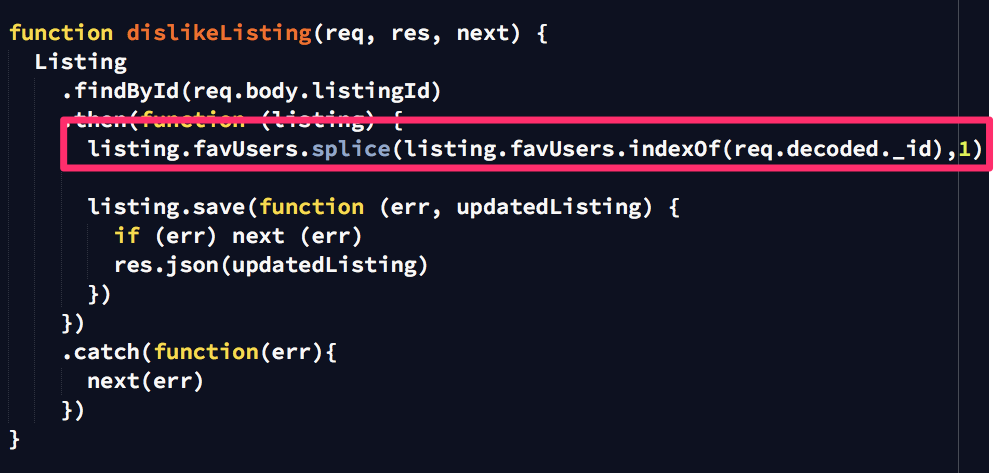 function dislikeListing(req, res, next) {
  Listing
    .findById(req.body.listingId)
    .then(function (listing) {
      listing.favUsers.splice(listing.favUsers.indexOf(req.decoded._id),1)
      listing.save(function (err, updatedListing) {
        if (err) next (err)
        res.json(updatedListing)
      })
    })
    .catch(function(err){
      next(err)
    })
}